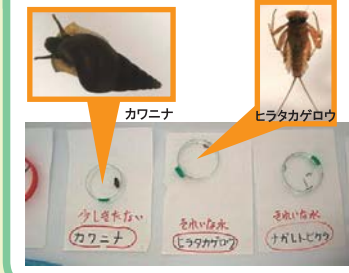 カワニナ
ヒラタカゲロウ
少しきたない
カワニナ
きれいな水
ヒラタカゲロウ
きれいな水
ナガレトビケラ